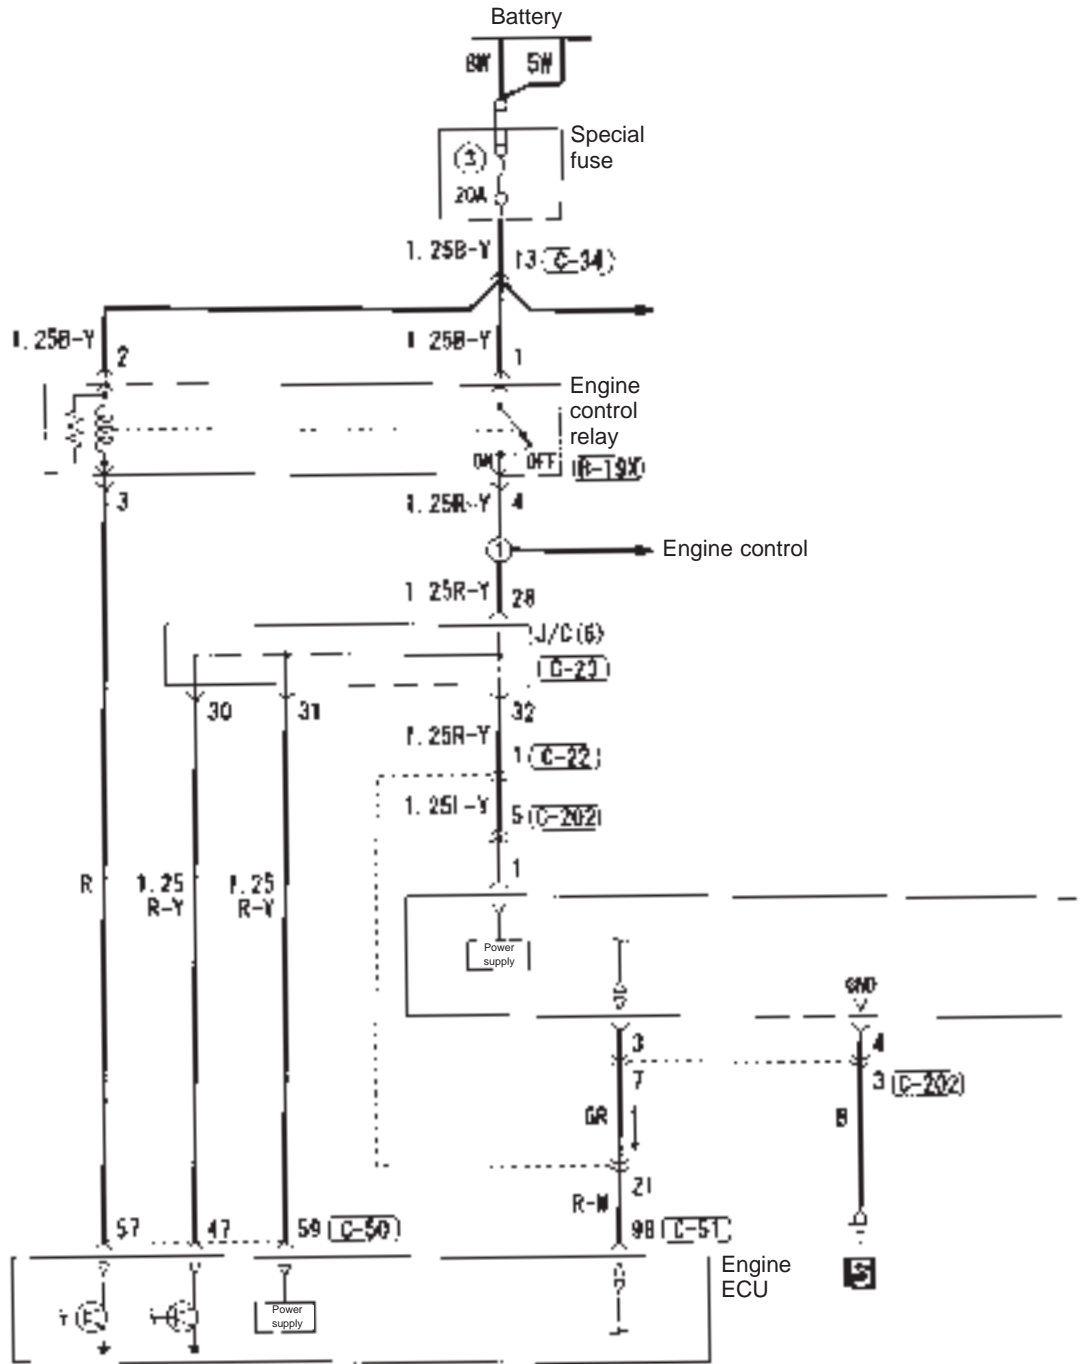 Battery
8W 5W
Special
fuse
3
20A
1.25B-Y
13 C-34
1.25B-Y
1.25B-Y
2
1
Engine
control
relay
ON OFF
3
1.25R-Y 4
1
Engine control
1.25R-Y 28
J/C(6)
C-23
30
31
32
1.25R-Y
1 C-22
5 C-202
1
R
1.25
R-Y
1.25
R-Y
Power
supply
GND
3
4
7
3 C-202
GR
B
21
57
47
59 C-50
98 C-51
Engine
ECU
Power
supply